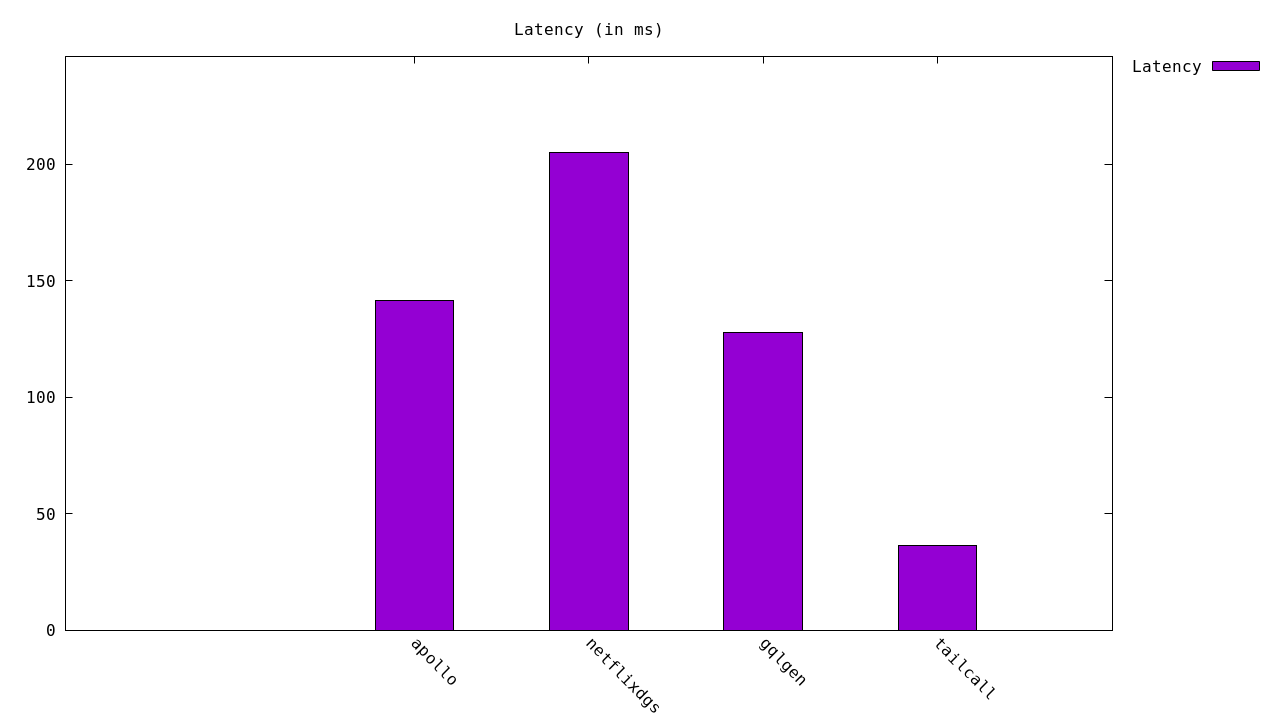 Latency (in ms)
Latency
200
150
100
50
0
apollo
netflixdgs
gqlgen
tailcall